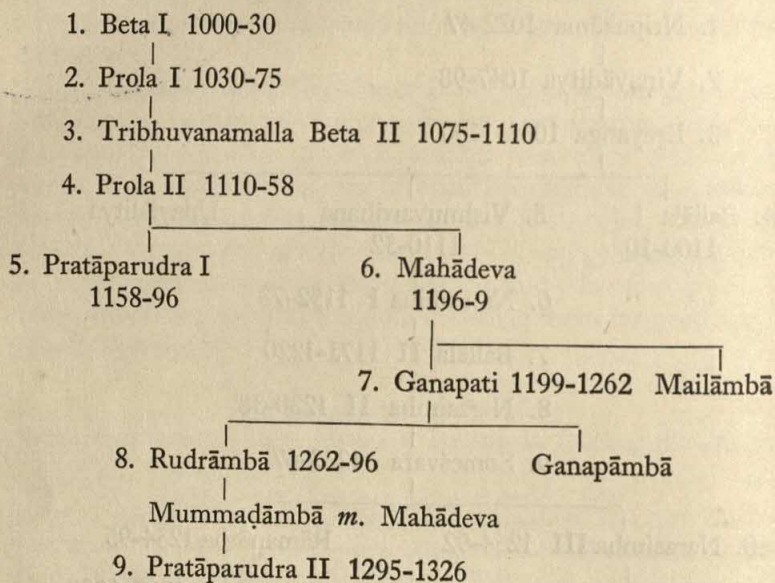 1. Beta I 1000-30
2. Prola I 1030-75
3. Tribhuvanamalla Beta II 1075-1110
4. Prola II 1110-58
5. Pratāparudra I 6. Mahādeva
1158-96 1196-9
7. Ganapati 1199-1262 Mailāmbā
8. Rudrāmbā 1262-96 Ganapāmbā
Mummaḍāmbā m. Mahādeva
9. Pratāparudra II 1295-1326